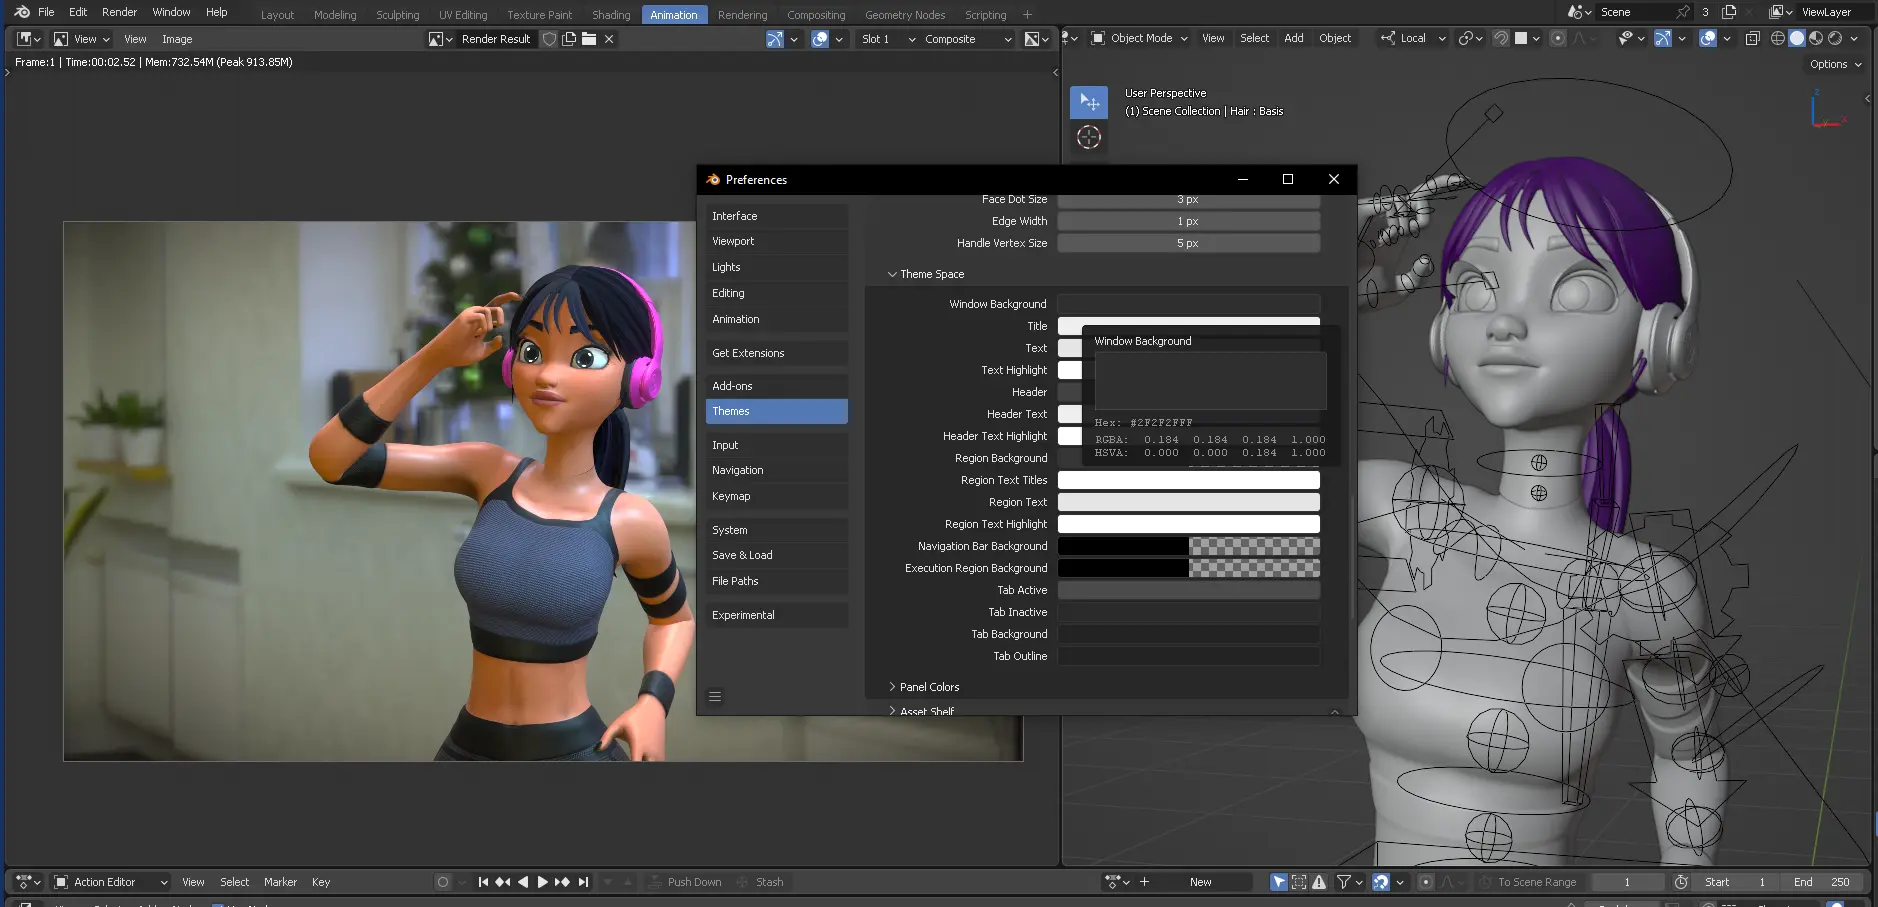 File Edit Render Window Help Layout Modeling Sculpting UV Editing Texture Paint Shading Animation Rendering Compositing Geometry Nodes Scripting + Scene 3 ViewLayer
View View Image Render Result Slot 1 Composite Object Mode View Select Add Object Local
Frame:1 | Time:00:02.52 | Mem:732.54M (Peak 913.85M)
Options
User Perspective
(1) Scene Collection | Hair : Basis
Preferences
Interface
Viewport
Lights
Editing
Animation
Get Extensions
Add-ons
Themes
Input
Navigation
Keymap
System
Save & Load
File Paths
Experimental
Face Dot Size 3 px
Edge Width 1 px
Handle Vertex Size 5 px
Theme Space
Window Background
Title
Text
Text Highlight
Header
Header Text
Header Text Highlight
Region Background
Region Text Titles
Region Text
Region Text Highlight
Navigation Bar Background
Execution Region Background
Tab Active
Tab Inactive
Tab Background
Tab Outline
Panel Colors
Asset Shelf
Window Background
Hex: #2F2F2FFF
RGBA: 0.184 0.184 0.184 1.000
HSVA: 0.000 0.000 0.184 1.000
Action Editor View Select Marker Key Push Down Stash New To Scene Range 1 Start 1 End 250